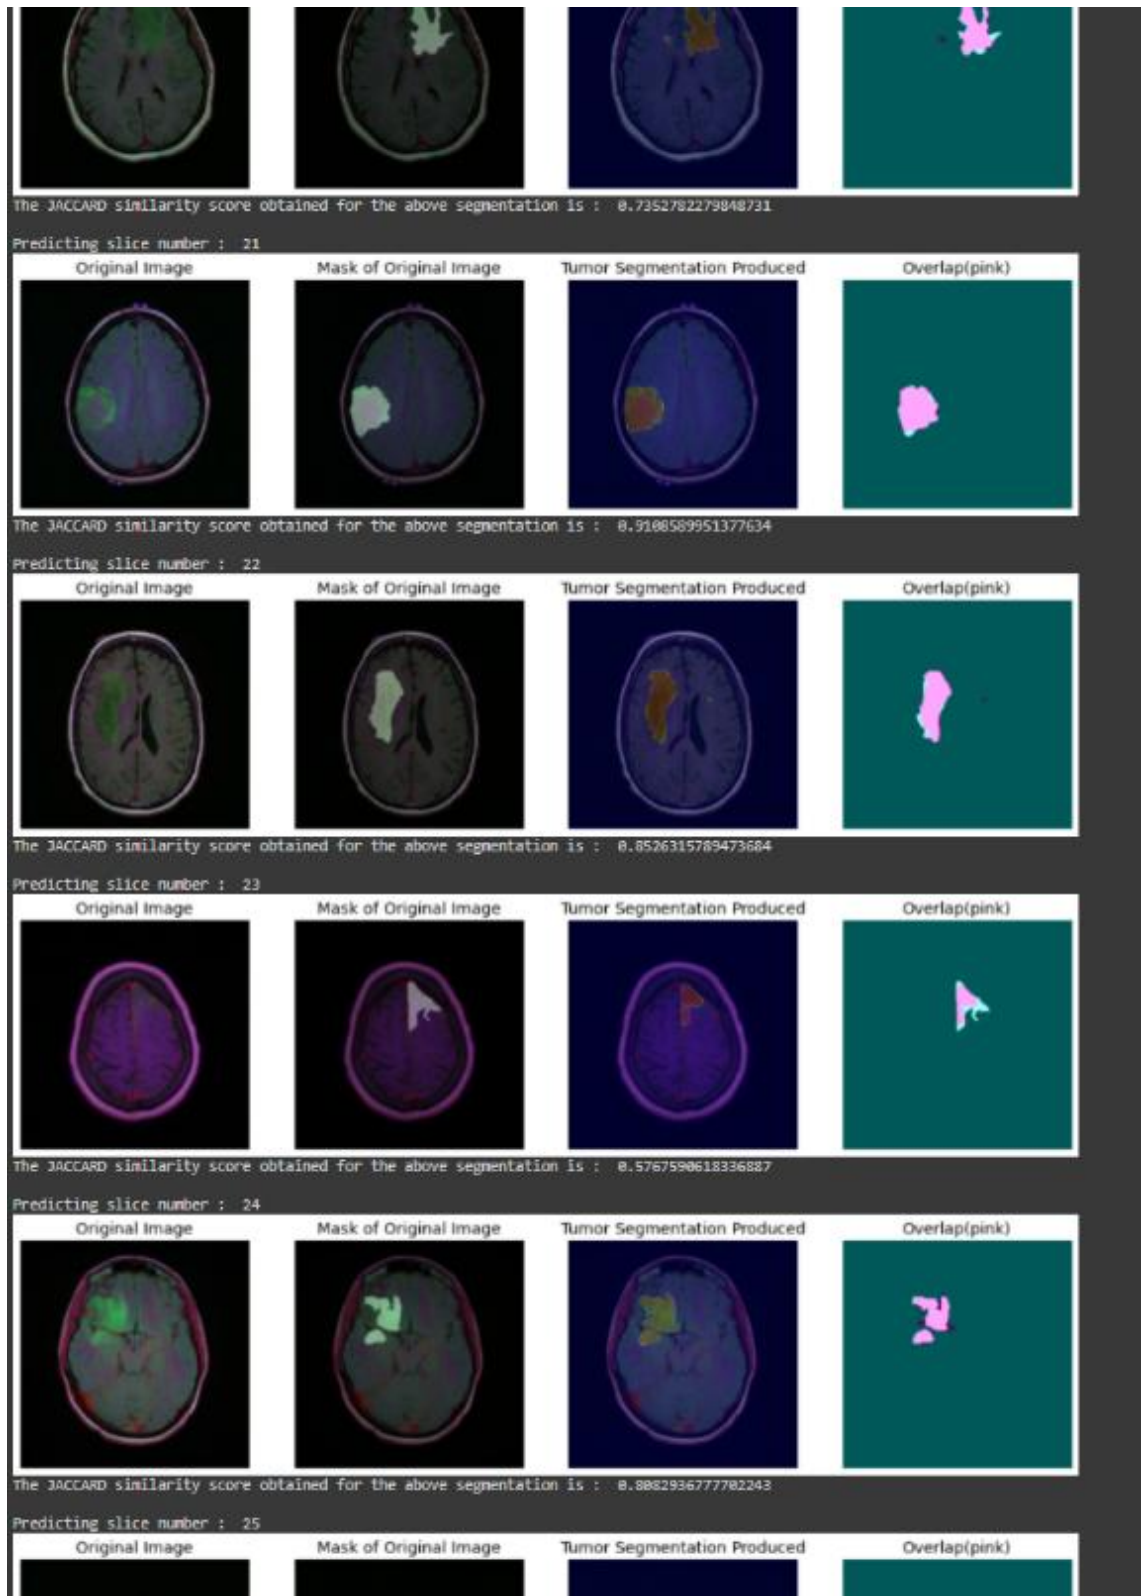 The JACCARD similarity score obtained for the above segmentation is : 0.7352782279848731
Predicting slice number : 21
Original Image Mask of Original Image Tumor Segmentation Produced Overlap(pink)
The JACCARD similarity score obtained for the above segmentation is : 0.9108589951377634
Predicting slice number : 22
Original Image Mask of Original Image Tumor Segmentation Produced Overlap(pink)
The JACCARD similarity score obtained for the above segmentation is : 0.8526315789473684
Predicting slice number : 23
Original Image Mask of Original Image Tumor Segmentation Produced Overlap(pink)
The JACCARD similarity score obtained for the above segmentation is : 0.5767590618336887
Predicting slice number : 24
Original Image Mask of Original Image Tumor Segmentation Produced Overlap(pink)
The JACCARD similarity score obtained for the above segmentation is : 0.8082936777702243
Predicting slice number : 25
Original Image Mask of Original Image Tumor Segmentation Produced Overlap(pink)